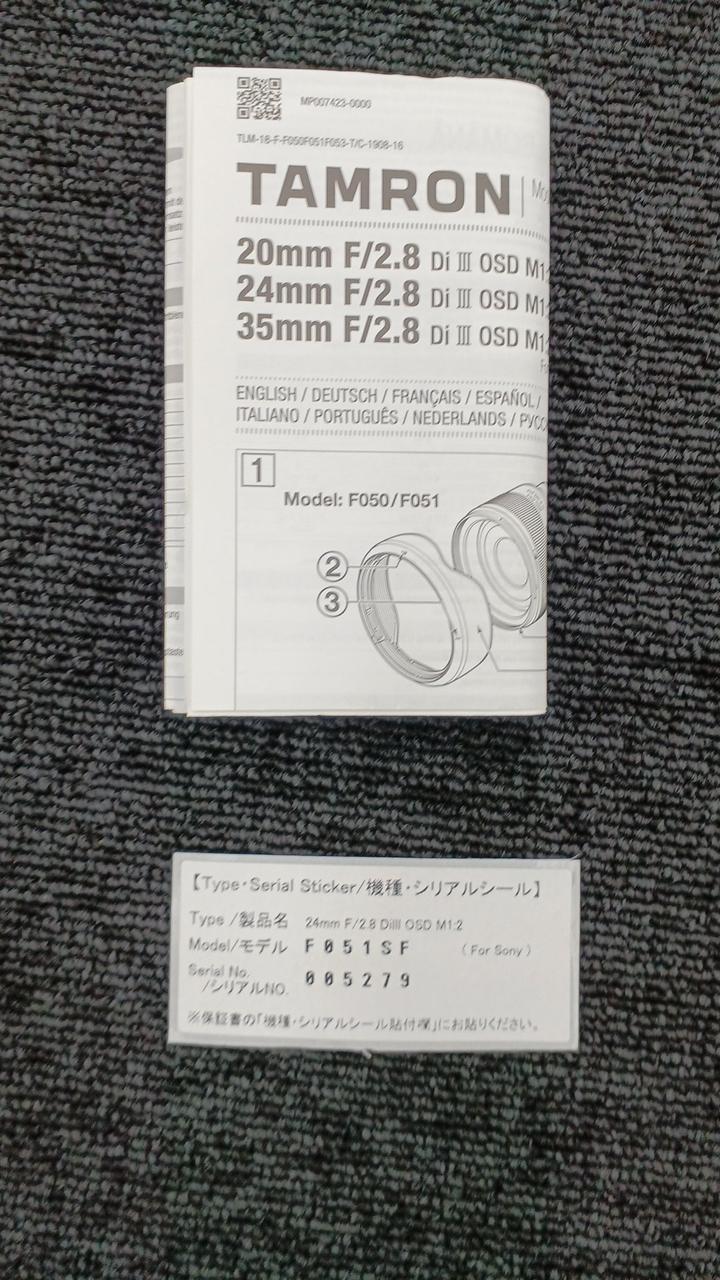 MP007423-0000
TLM-18-F-F050F051F053-T/C-1908-16
TAMRON
20mm F/2.8 Di III OSD M1:
24mm F/2.8 Di III OSD M1:
35mm F/2.8 Di III OSD M1:
ENGLISH / DEUTSCH / FRANÇAIS / ESPAÑOL /
ITALIANO / PORTUGUÊS / NEDERLANDS / РУСС
1
Model: F050/F051
2
3
【Type・Serial Sticker/機種・シリアルシール】
Type /製品名 24mm F/2.8 DiIII OSD M1:2
Model/モデル F051SF (For Sony)
Serial No.
/シリアルNO. 005279
※保証書の「機種・シリアルシール貼付欄」にお貼りください。